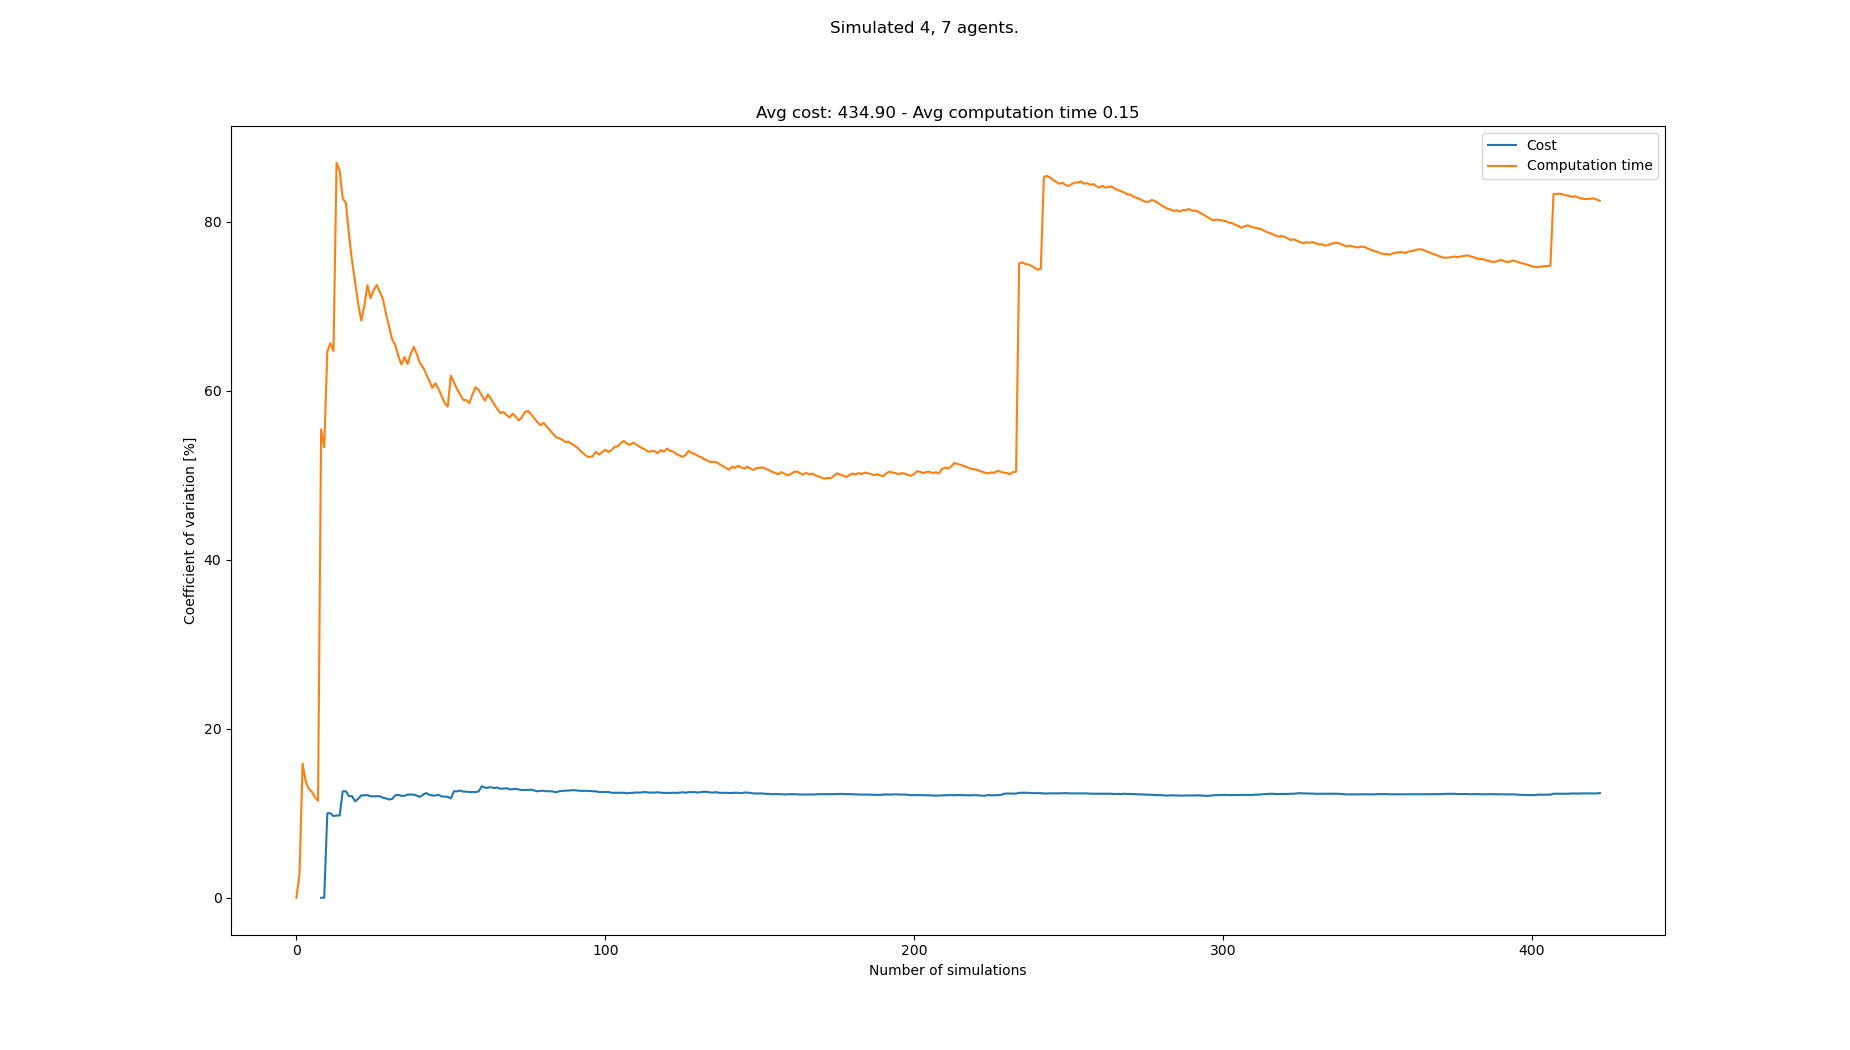 Simulated 4, 7 agents.
Avg cost: 434.90 - Avg computation time 0.15
Cost
Computation time
80
60
40
20
0
Coefficient of variation [%]
0
100
200
300
400
Number of simulations